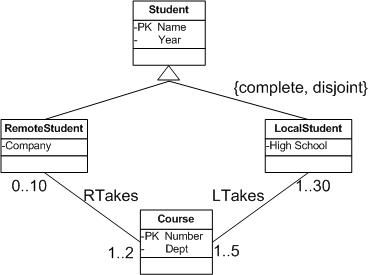 Student
-PK Name
- Year
{complete, disjoint}
RemoteStudent
-Company
LocalStudent
-High School
0..10
1..30
RTakes
LTakes
Course
-PK Number
- Dept
1..2
1..5